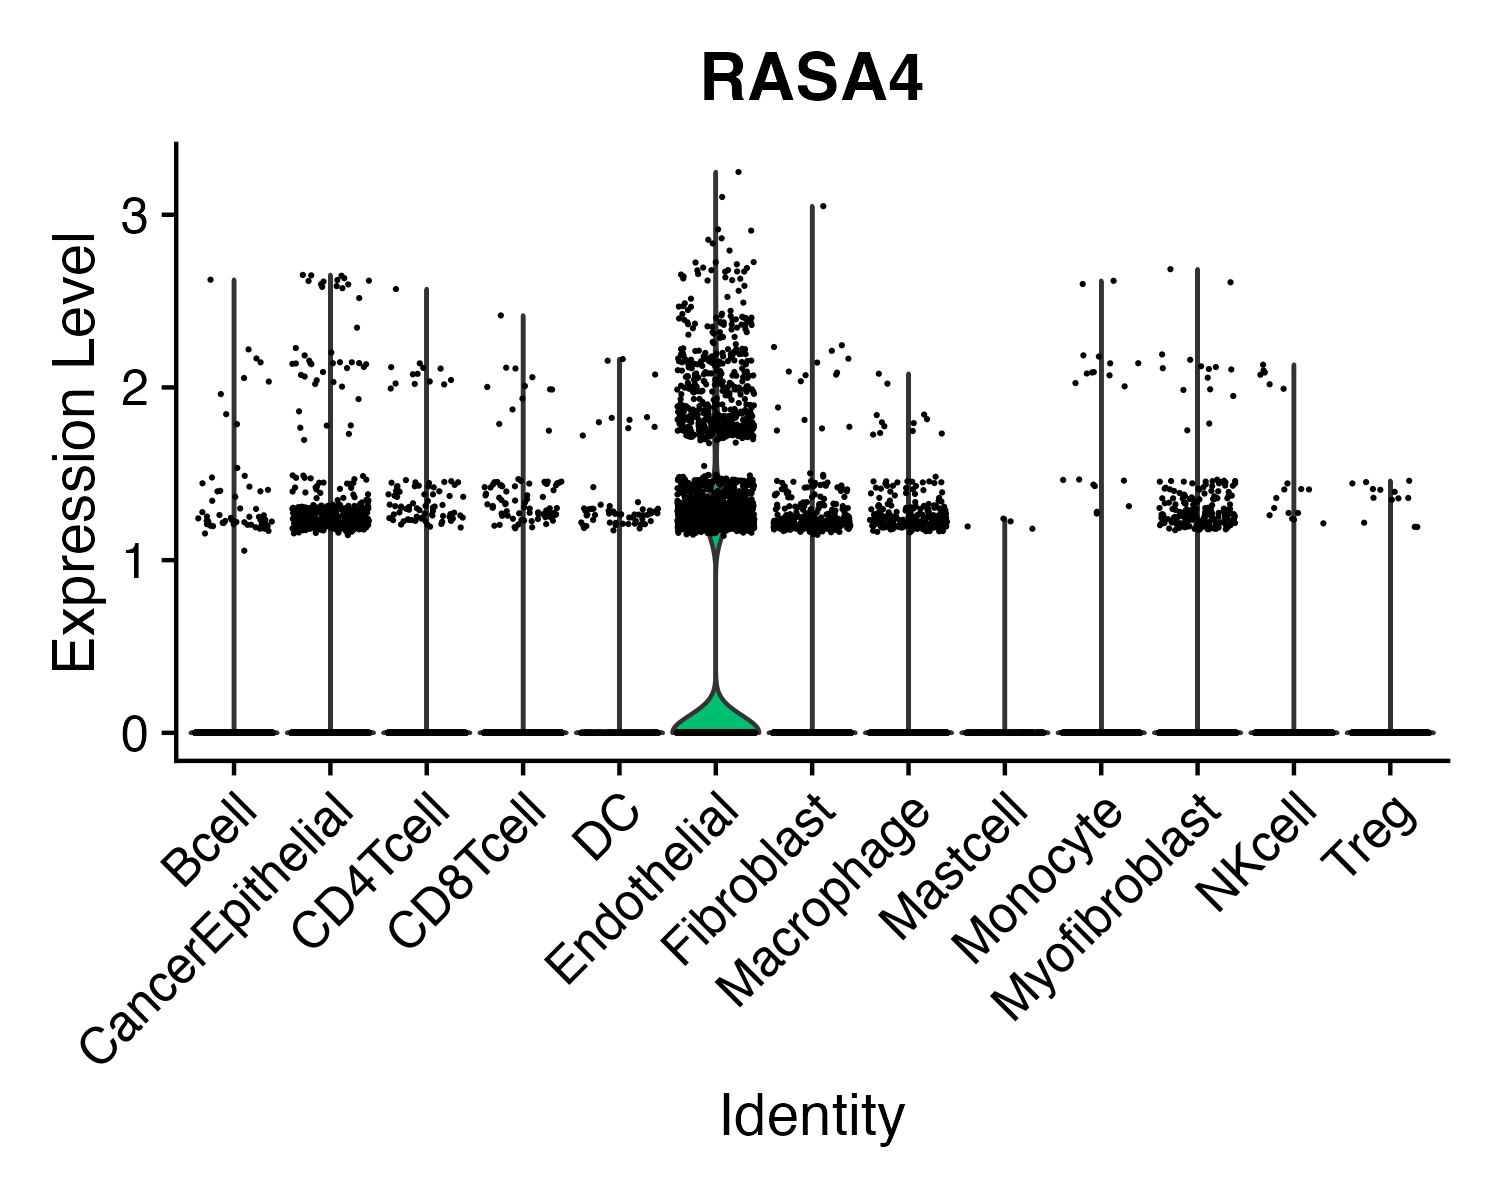 RASA4
Expression Level
3
2
1
0
Bcell
CancerEpithelial
CD4Tcell
CD8Tcell
DC
Endothelial
Fibroblast
Macrophage
Mastcell
Monocyte
Myofibroblast
NKcell
Treg
Identity